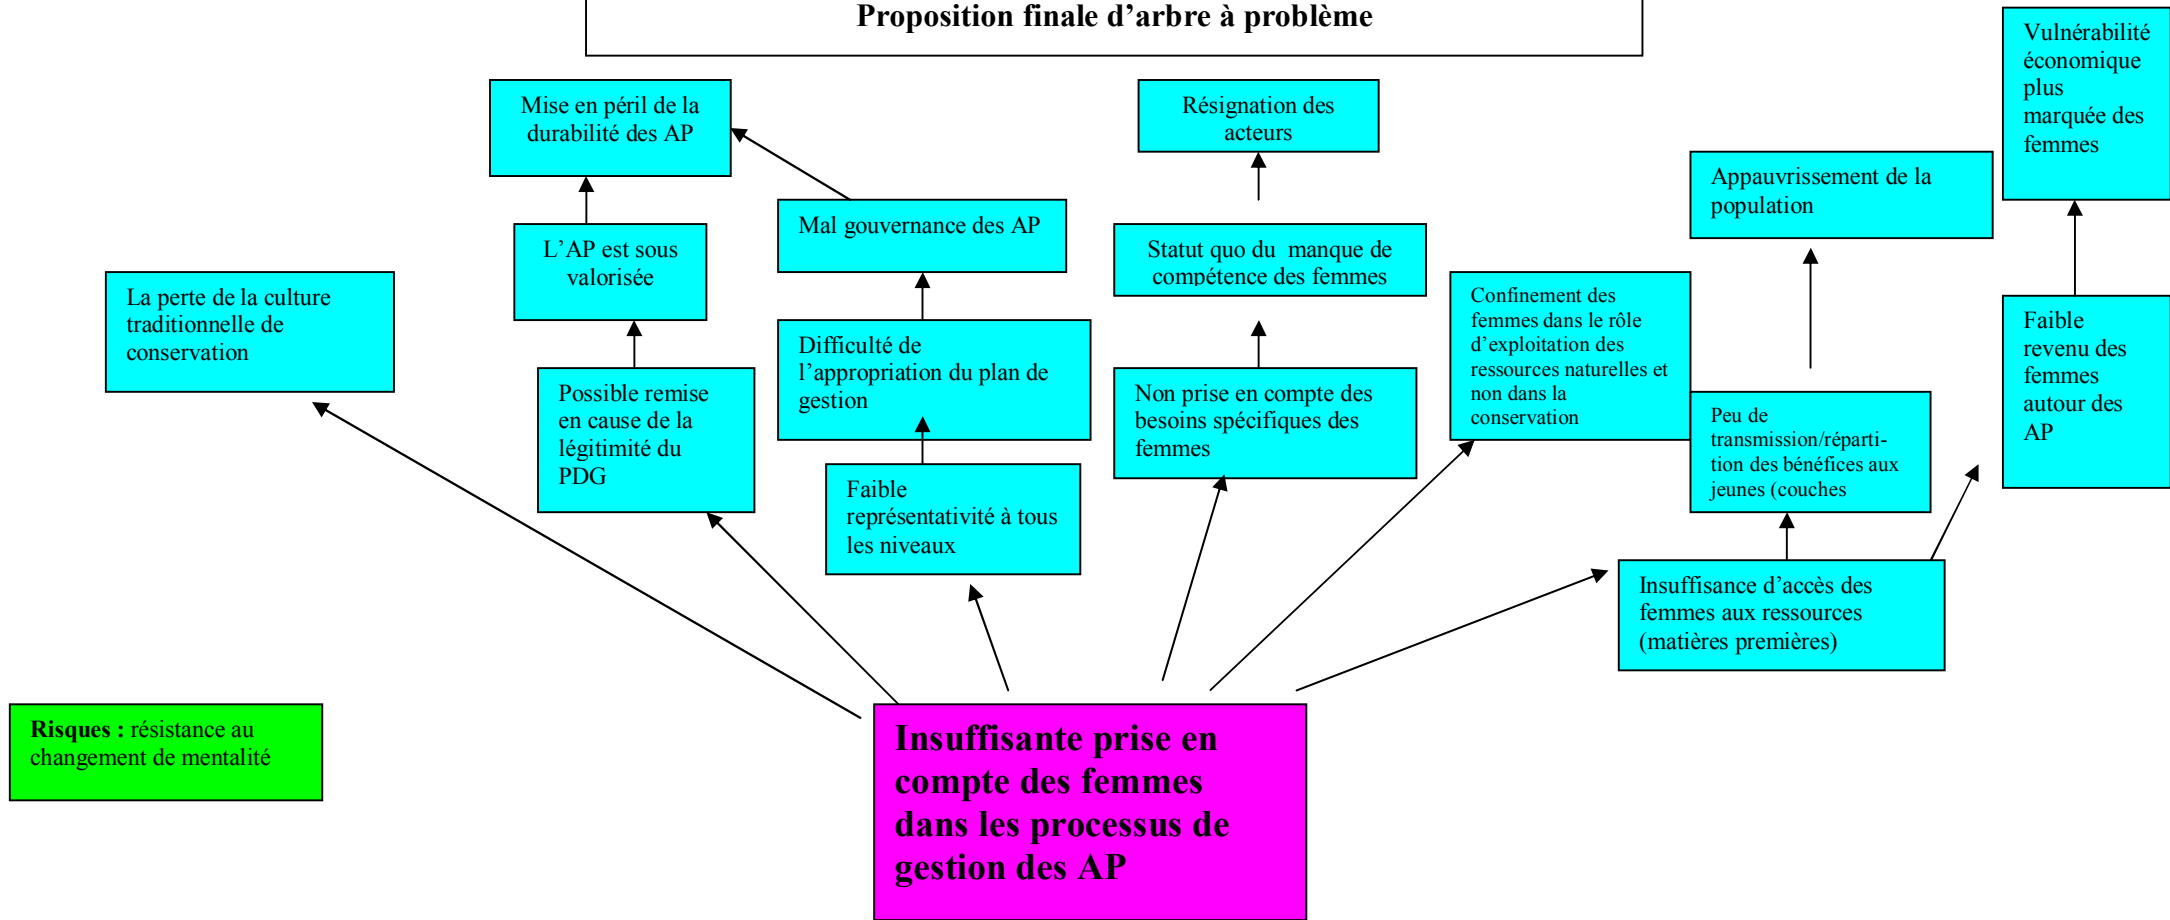 Proposition finale d’arbre à problème
Vulnérabilité
économique
plus
marquée des
femmes
Mise en péril de la
durabilité des AP
Résignation des
acteurs
Appauvrissement de la
population
Mal gouvernance des AP
L’AP est sous
valorisée
Statut quo du  manque de
compétence des femmes
La perte de la culture
traditionnelle de
conservation
Confinement des
femmes dans le rôle
d’exploitation des
ressources naturelles et
non dans la
conservation
Faible
revenu des
femmes
autour des
AP
Difficulté de
l’appropriation du plan de
gestion
Possible remise
en cause de la
légitimité du
PDG
Non prise en compte des
besoins spécifiques des
femmes
Peu de
transmission/réparti-
tion des bénéfices aux
jeunes (couches
Faible
représentativité à tous
les niveaux
Insuffisance d’accès des
femmes aux ressources
(matières premières)
Risques : résistance au
changement de mentalité
Insuffisante prise en
compte des femmes
dans les processus de
gestion des AP